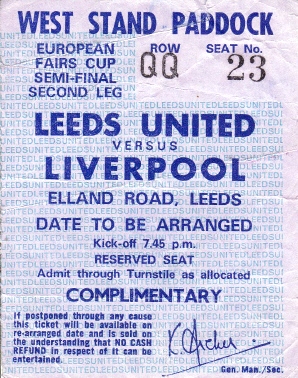 WEST STAND PADDOCK
EUROPEAN FAIRS CUP SEMI-FINAL SECOND LEG
ROW QQ
SEAT No. 23
LEEDS UNITED
VERSUS
LIVERPOOL
ELLAND ROAD, LEEDS
DATE TO BE ARRANGED
Kick-off 7.45 p.m.
RESERVED SEAT
Admit through Turnstile as allocated
COMPLIMENTARY
If postponed through any cause
this ticket will be available on
re-arranged date and is sold on
the understanding that NO CASH
REFUND in respect of it can be
entertained.
K Archer
Gen. Man./Sec.